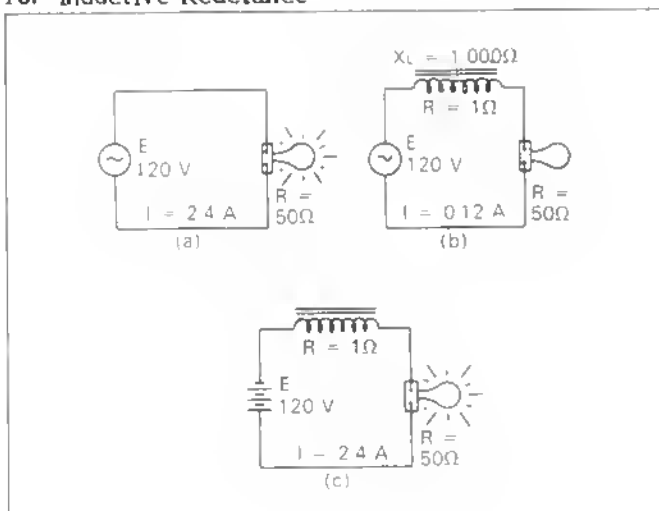 Inductive Reactance
E
120 V
I = 2.4 A
R =
50Ω
(a)
X_L = 1 000Ω
R = 1Ω
E
120 V
I = 0.12 A
R =
50Ω
(b)
R = 1Ω
E
120 V
I = 2.4 A
R =
50Ω
(c)